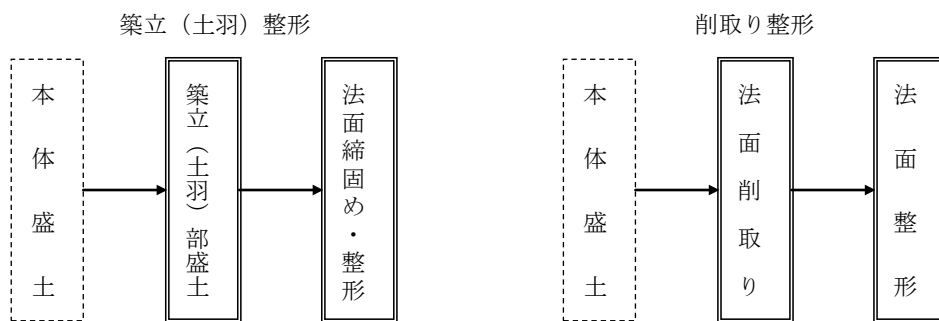 築立（土羽）整形
本体盛土
築立（土羽）部盛土
法面締固め・整形
削取り整形
本体盛土
法面削取り
法面整形